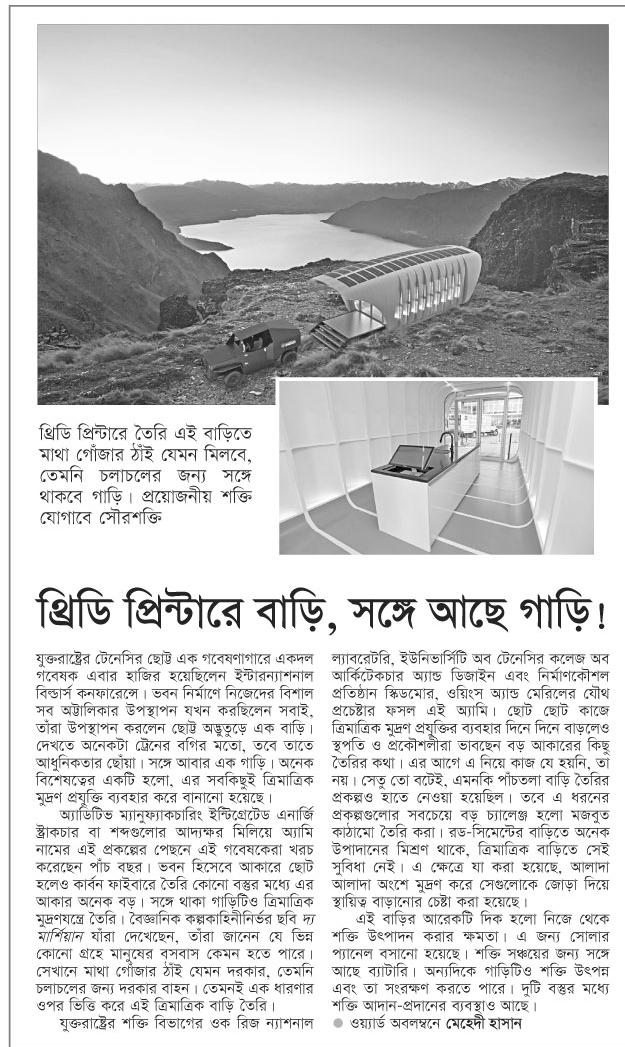 থ্রিডি প্রিন্টারে তৈরি এই বাড়িতে
মাথা গোঁজার ঠাঁই যেমন মিলবে,
তেমনি চলাচলের জন্য সঙ্গে
থাকবে গাড়ি। প্রয়োজনীয় শক্তি
যোগাবে সৌরশক্তি
থ্রিডি প্রিন্টারে বাড়ি, সঙ্গে আছে গাড়ি!
যুক্তরাষ্ট্রের টেনেসির ছোট্ট এক গবেষণাগারে একদল
গবেষক এবার হাজির হয়েছিলেন ইন্টারন্যাশনাল
বিল্ডার্স কনফারেন্সে। ভবন নির্মাণে নিজেদের বিশাল
সব অট্টালিকার উপস্থাপন যখন করছিলেন সবাই,
তাঁরা উপস্থাপন করলেন ছোট্ট অদ্ভুতুড়ে এক বাড়ি।
দেখতে অনেকটা ট্রেনের বগির মতো, তবে তাতে
আধুনিকতার ছোঁয়া। সঙ্গে আবার এক গাড়ি। অনেক
বিশেষত্বের একটি হলো, এর সবকিছুই ত্রিমাত্রিক
মুদ্রণ প্রযুক্তি ব্যবহার করে বানানো হয়েছে।
অ্যাডিটিভ ম্যানুফ্যাকচারিং ইন্টিগ্রেটেড এনার্জি
স্ট্রাকচার বা শব্দগুলোর আদ্যক্ষর মিলিয়ে অ্যামি
নামের এই প্রকল্পের পেছনে এই গবেষকেরা খরচ
করেছেন পাঁচ বছর। ভবন হিসেবে আকারে ছোট
হলেও কার্বন ফাইবারে তৈরি কোনো বস্তুর মধ্যে এর
আকার অনেক বড়। সঙ্গে থাকা গাড়িটিও ত্রিমাত্রিক
মুদ্রণযন্ত্রে তৈরি। বৈজ্ঞানিক কল্পকাহিনীনির্ভর ছবি দ্য
মার্শিয়ান যাঁরা দেখেছেন, তাঁরা জানেন যে ভিন্ন
কোনো গ্রহে মানুষের বসবাস কেমন হতে পারে।
সেখানে মাথা গোঁজার ঠাঁই যেমন দরকার, তেমনি
চলাচলের জন্য দরকার বাহন। তেমনই এক ধারণার
ওপর ভিত্তি করে এই ত্রিমাত্রিক বাড়ি তৈরি।
যুক্তরাষ্ট্রের শক্তি বিভাগের ওক রিজ ন্যাশনাল
ল্যাবরেটরি, ইউনিভার্সিটি অব টেনেসির কলেজ অব
আর্কিটেকচার অ্যান্ড ডিজাইন এবং নির্মাণকৌশল
প্রতিষ্ঠান স্কিডমোর, ওয়িংস অ্যান্ড মেরিলের যৌথ
প্রচেষ্টার ফসল এই অ্যামি। ছোট ছোট কাজে
ত্রিমাত্রিক মুদ্রণ প্রযুক্তির ব্যবহার দিনে দিনে বাড়লেও
স্থপতি ও প্রকৌশলীরা ভাবছেন বড় আকারের কিছু
তৈরির কথা। এর আগে এ নিয়ে কাজ যে হয়নি, তা
নয়। সেতু তো বটেই, এমনকি পাঁচতলা বাড়ি তৈরির
প্রকল্পও হাতে নেওয়া হয়েছিল। তবে এ ধরনের
প্রকল্পগুলোর সবচেয়ে বড় চ্যালেঞ্জ হলো মজবুত
কাঠামো তৈরি করা। রড-সিমেন্টের বাড়িতে অনেক
উপাদানের মিশ্রণ থাকে, ত্রিমাত্রিক বাড়িতে সেই
সুবিধা নেই। এ ক্ষেত্রে যা করা হয়েছে, আলাদা
আলাদা অংশে মুদ্রণ করে সেগুলোকে জোড়া দিয়ে
স্থায়িত্ব বাড়ানোর চেষ্টা করা হয়েছে।
এই বাড়ির আরেকটি দিক হলো নিজে থেকে
শক্তি উৎপাদন করার ক্ষমতা। এ জন্য সোলার
প্যানেল বসানো হয়েছে। শক্তি সঞ্চয়ের জন্য সঙ্গে
আছে ব্যাটারি। অন্যদিকে গাড়িটিও শক্তি উৎপন্ন
এবং তা সংরক্ষণ করতে পারে। দুটি বস্তুর মধ্যে
শক্তি আদান-প্রদানের ব্যবস্থাও আছে।
● ওয়্যার্ড অবলম্বনে মেহেদী হাসান